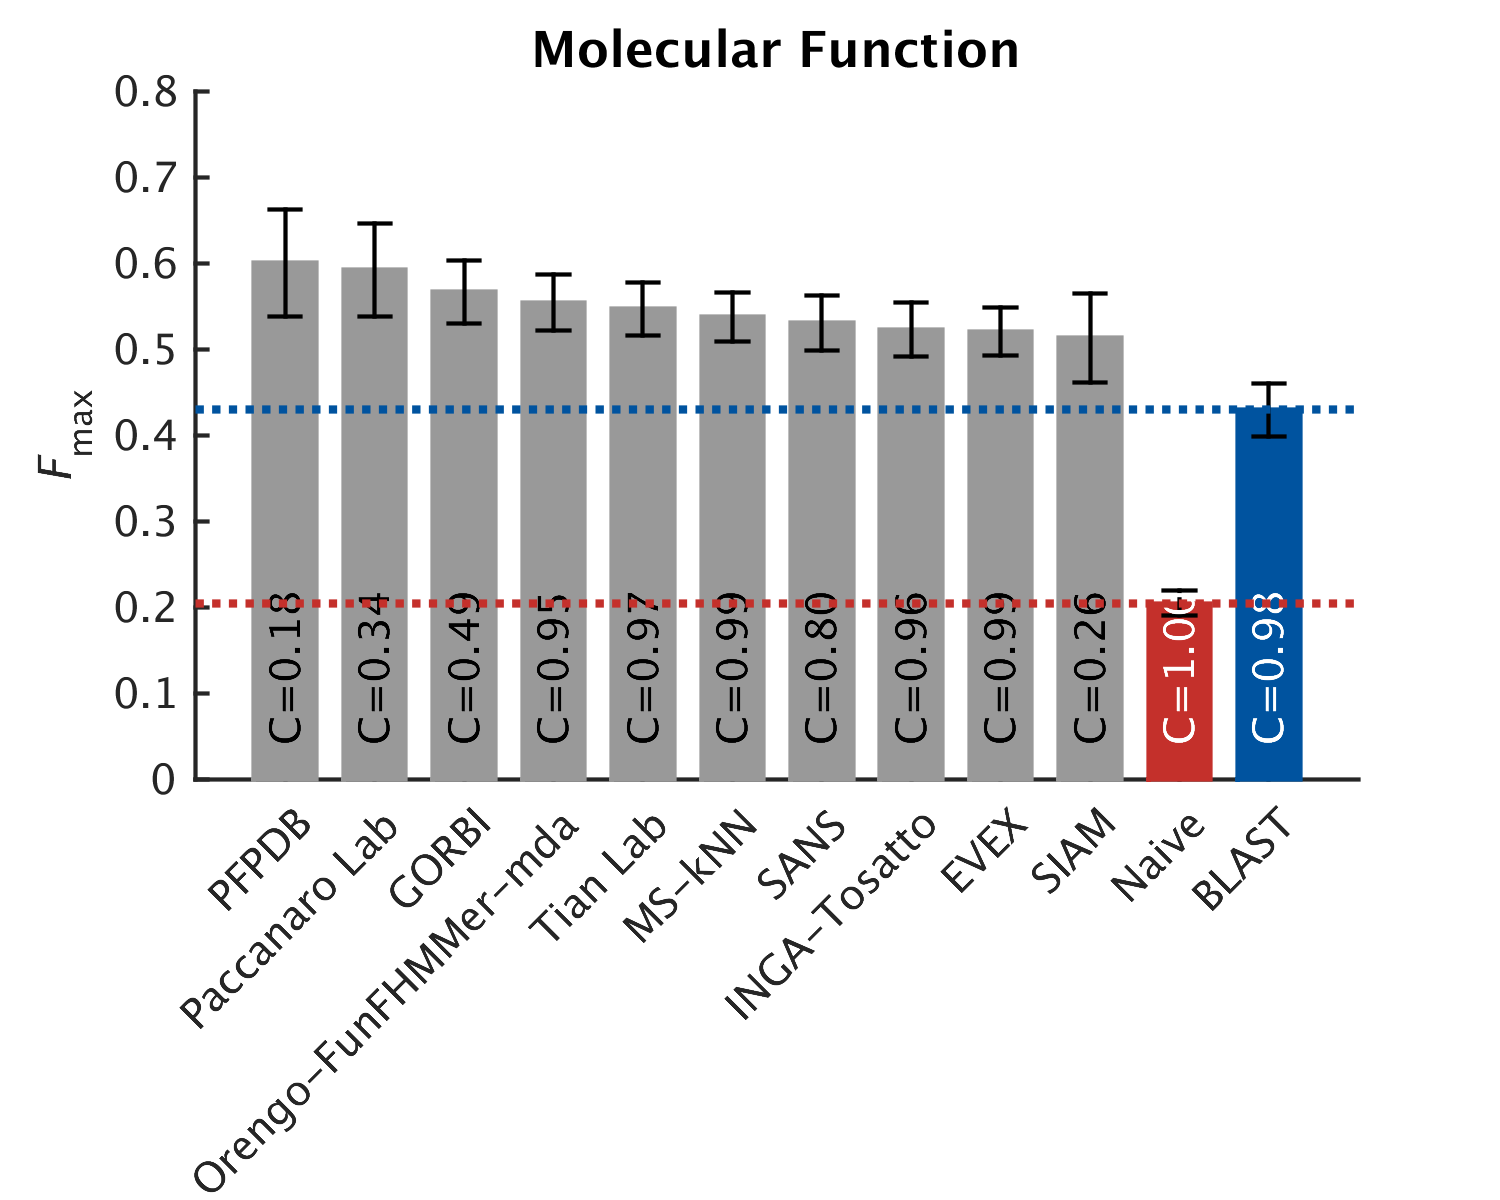 Molecular Function
0.8
0.7
0.6
0.5
0.4
0.3
0.2
0.1
0
Fmax
C=0.18
C=0.34
C=0.49
C=0.95
C=0.97
C=0.99
C=0.80
C=0.96
C=0.99
C=0.26
C=1.00
C=0.98
PFPDB
Paccanaro Lab
GORBI
Orengo-FunFHMMer-mda
Tian Lab
MS-kNN
SANS
INGA-Tosatto
EVEX
SIAM
Naive
BLAST